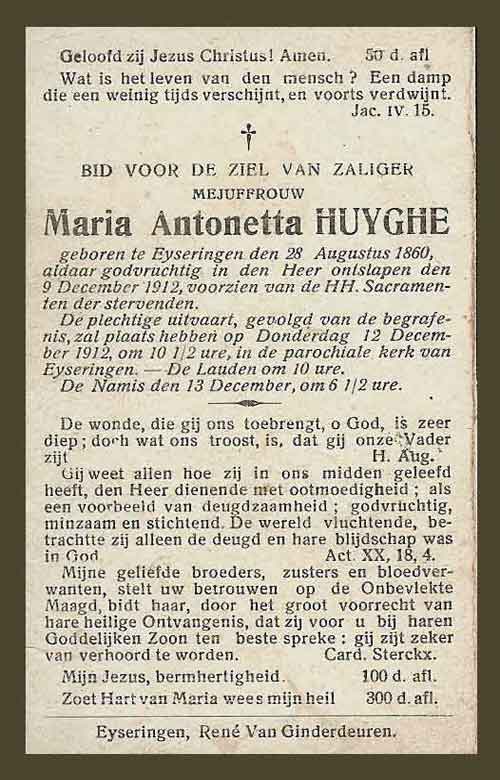 Geloofd zij Jezus Christus! Amen. 50 d. afl
Wat is het leven van den mensch? Een damp
die een weinig tijds verschijnt, en voorts verdwijnt.
Jac. IV. 15.
†
BID VOOR DE ZIEL VAN ZALIGER
MEJUFFROUW
Maria Antonetta HUYGHE
geboren te Eyseringen den 28 Augustus 1860,
aldaar godvruchtig in den Heer ontslapen den
9 December 1912, voorzien van de HH. Sacramen-
ten der stervenden.
De plechtige uitvaart, gevolgd van de begrafe-
nis, zal plaats hebben op Donderdag 12 Decem-
ber 1912, om 10 1/2 ure, in de parochiale kerk van
Eyseringen. — De Lauden om 10 ure.
De Namis den 13 December, om 6 1/2 ure.
De wonde, die gij ons toebrengt, o God, is zeer
diep; doch wat ons troost, is, dat gij onze Vader
zijt H. Aug.
Gij weet allen hoe zij in ons midden geleefd
heeft, den Heer dienende met ootmoedigheid; als
een voorbeeld van deugdzaamheid; godvruchtig,
minzaam en stichtend. De wereld vluchtende, be-
trachtte zij alleen de deugd en hare blijdschap was
in God. Act. XX, 18, 4.
Mijne geliefde broeders, zusters en bloedver-
wanten, stelt uw betrouwen op de Onbevlekte
Maagd, bidt haar, door het groot voorrecht van
hare heilige Ontvangenis, dat zij voor u bij haren
Goddelijken Zoon ten beste spreke: gij zijt zeker
van verhoord te worden. Card. Sterckx.
Mijn Jezus, bermhertigheid. 100 d. afl.
Zoet Hart van Maria wees mijn heil 300 d. afl.
Eyseringen, René Van Ginderdeuren.